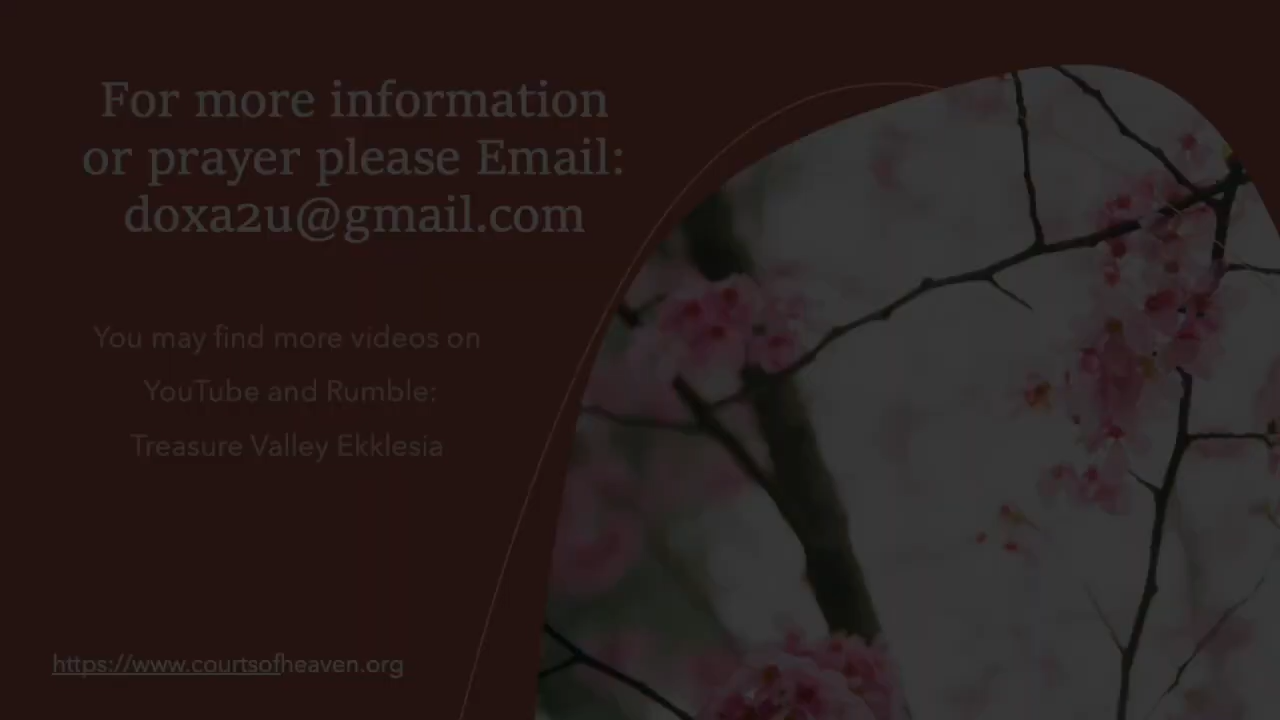 For more information
or prayer please Email:
doxa2u@gmail.com
You may find more videos on
YouTube and Rumble:
Treasure Valley Ekklesia
https://www.courtsofheaven.org